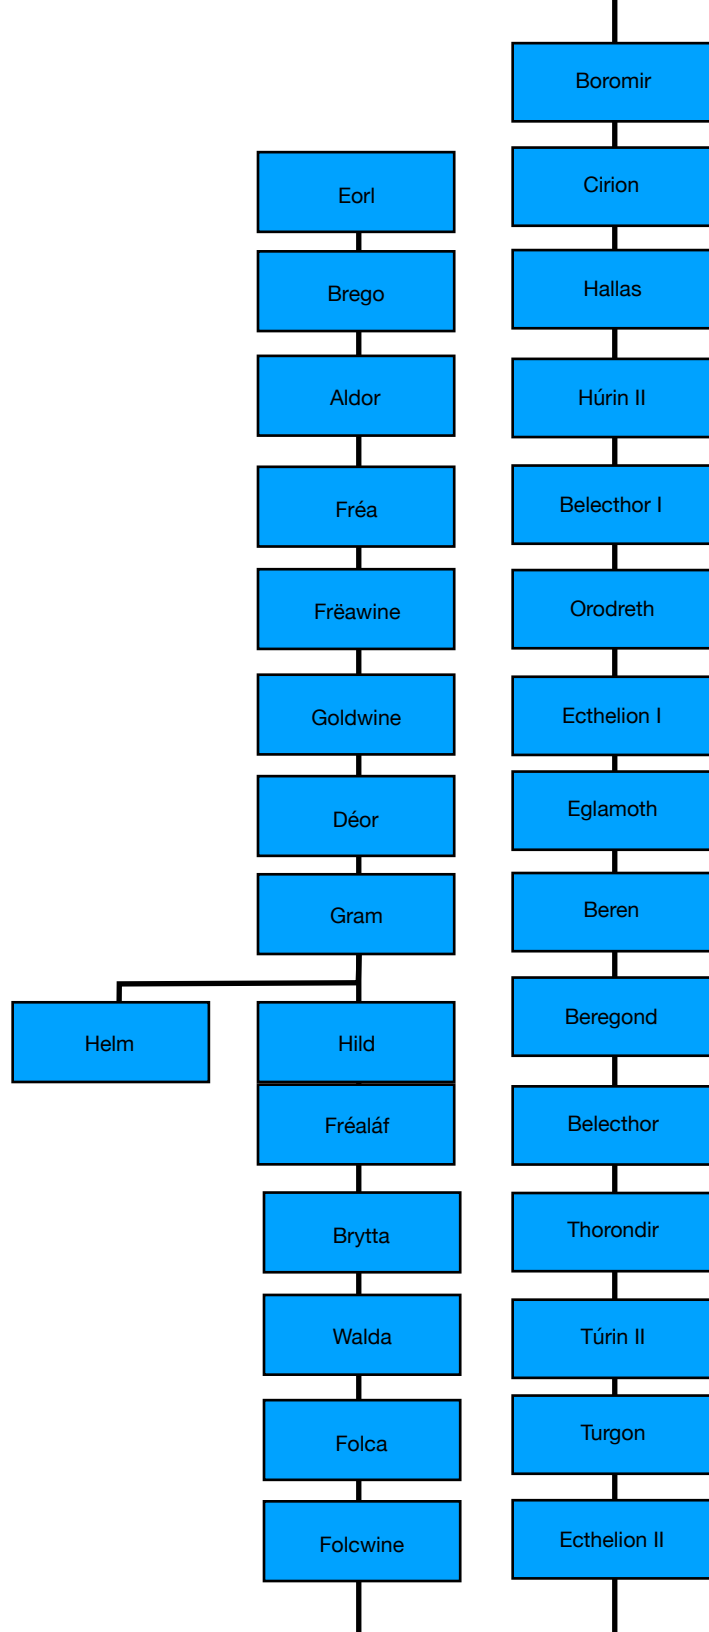 Boromir
Eorl
Cirion
Brego
Hallas
Aldor
Húrin II
Fréa
Belecthor I
Frëawine
Orodreth
Goldwine
Ecthelion I
Déor
Eglamoth
Gram
Beren
Helm
Hild
Beregond
Fréaláf
Belecthor
Brytta
Thorondir
Walda
Túrin II
Folca
Turgon
Folcwine
Ecthelion II